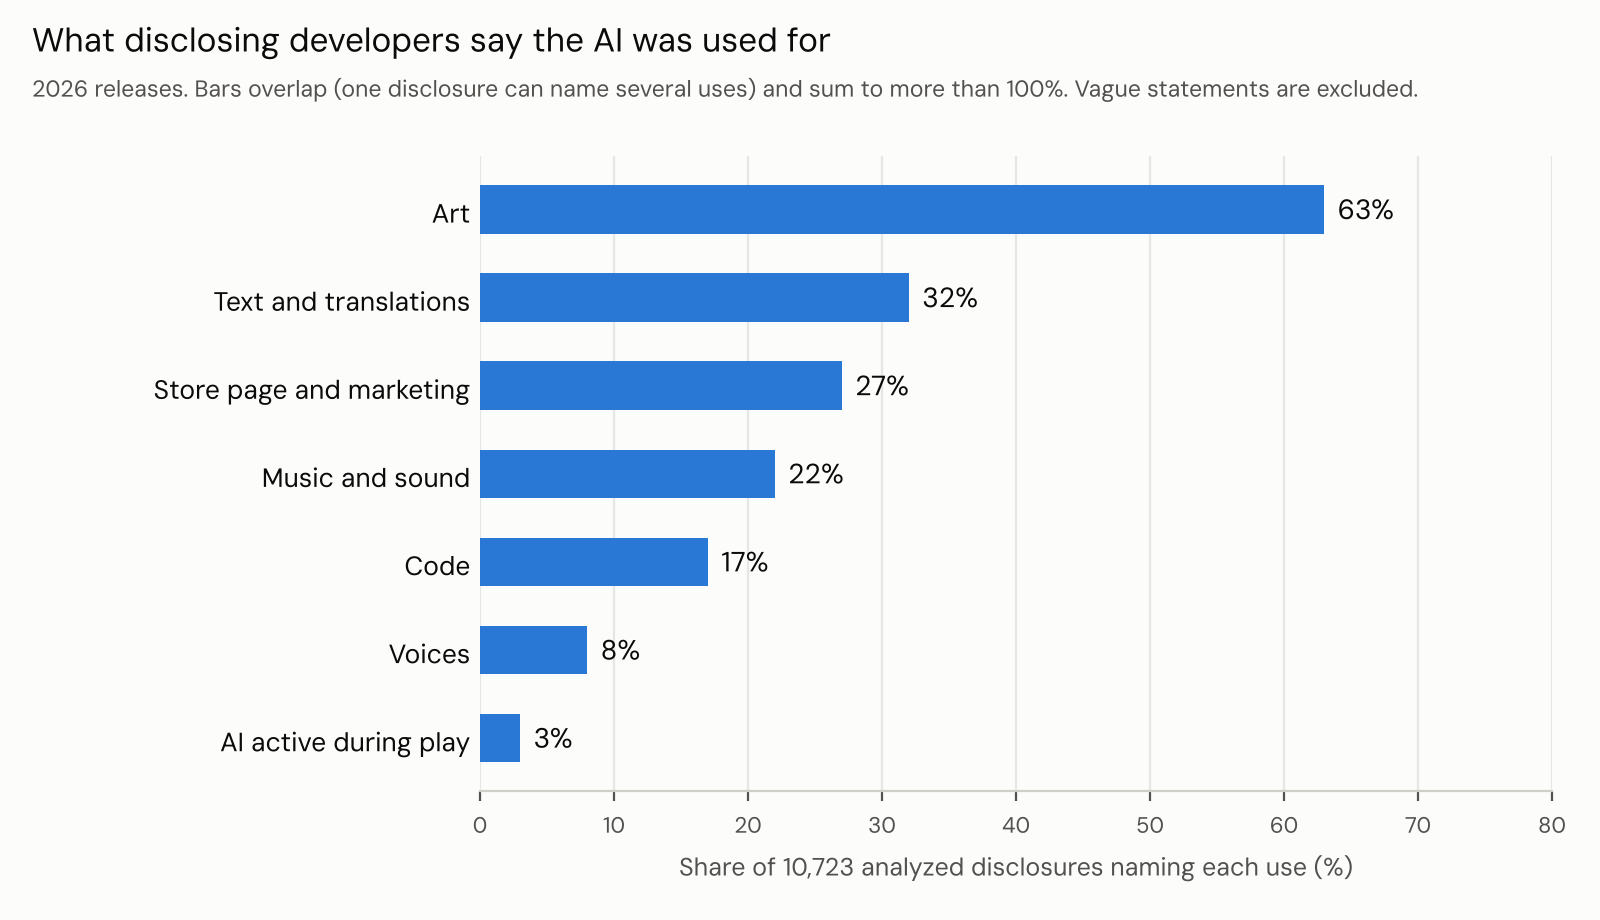 What disclosing developers say the AI was used for
2026 releases. Bars overlap (one disclosure can name several uses) and sum to more than 100%. Vague statements are excluded.
Art 63%
Text and translations 32%
Store page and marketing 27%
Music and sound 22%
Code 17%
Voices 8%
AI active during play 3%
0 10 20 30 40 50 60 70 80
Share of 10,723 analyzed disclosures naming each use (%)